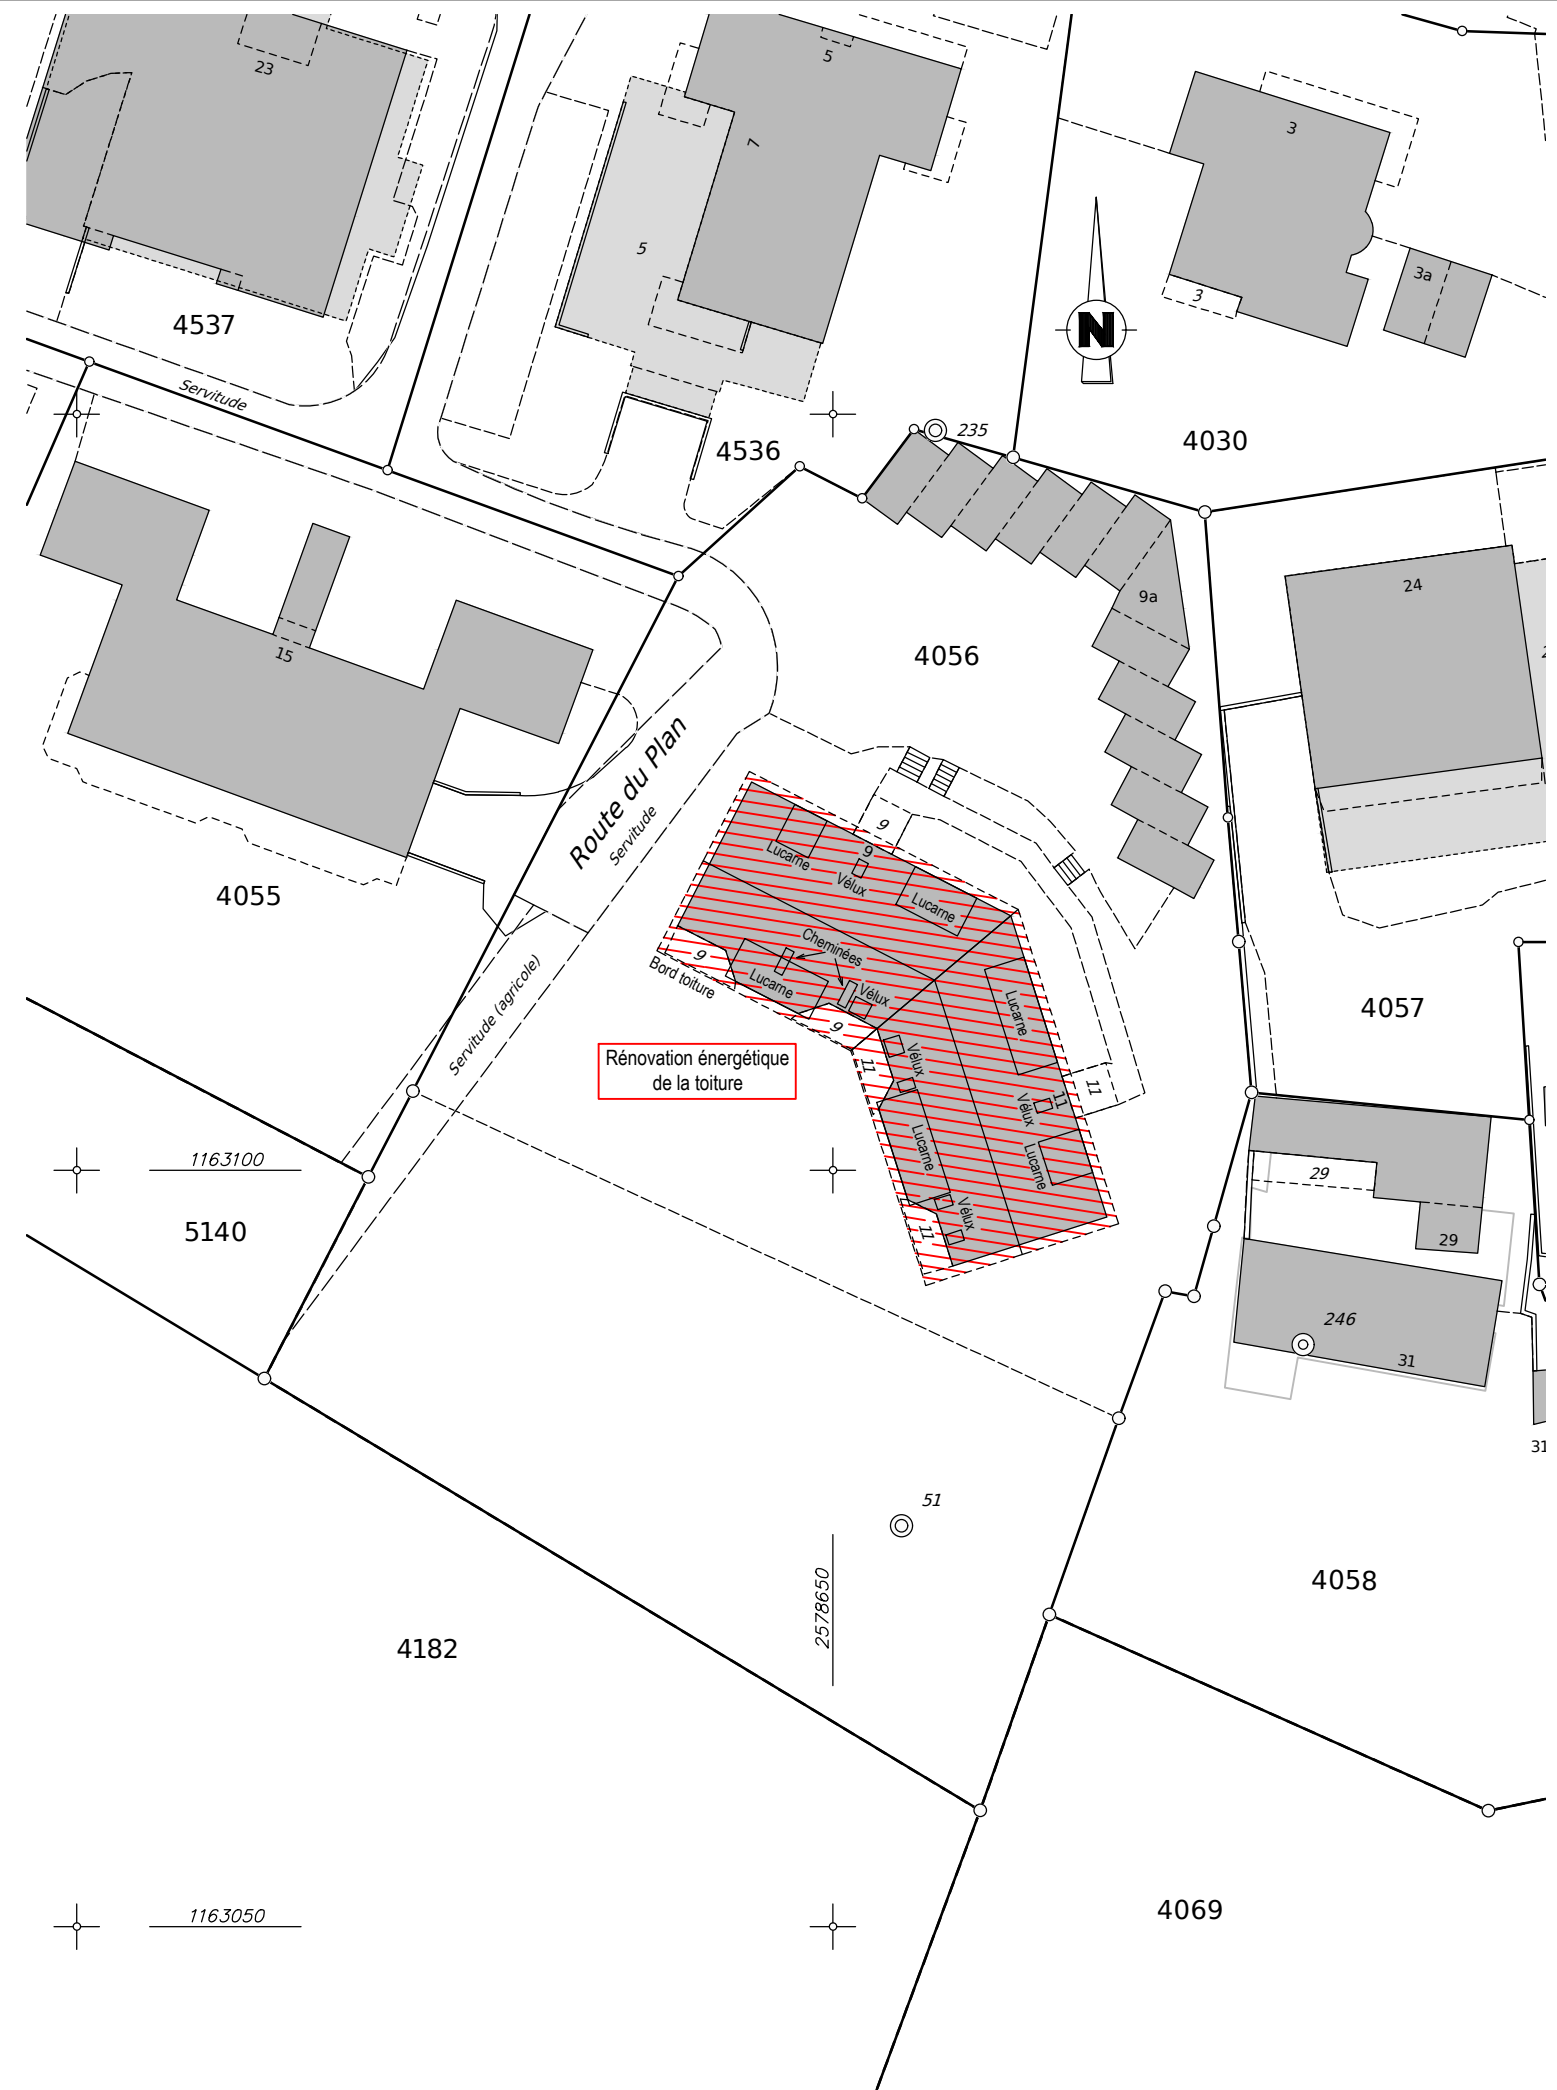 23
5
7
5
3
3
3a
N
4537
Servitude
4536
235
4030
9a
24
15
4056
Route du Plan
Servitude
9
9
Lucarne
Vélux
Lucarne
Cheminées
9
Lucarne
Vélux
Bord toiture
9
4055
Servitude (agricole)
Lucarne
4057
Rénovation énergétique
de la toiture
11
Vélux
11
11
Vélux
Lucarne
Lucarne
1163100
29
Vélux
11
5140
29
246
31
31
51
2578650
4058
4182
4069
1163050